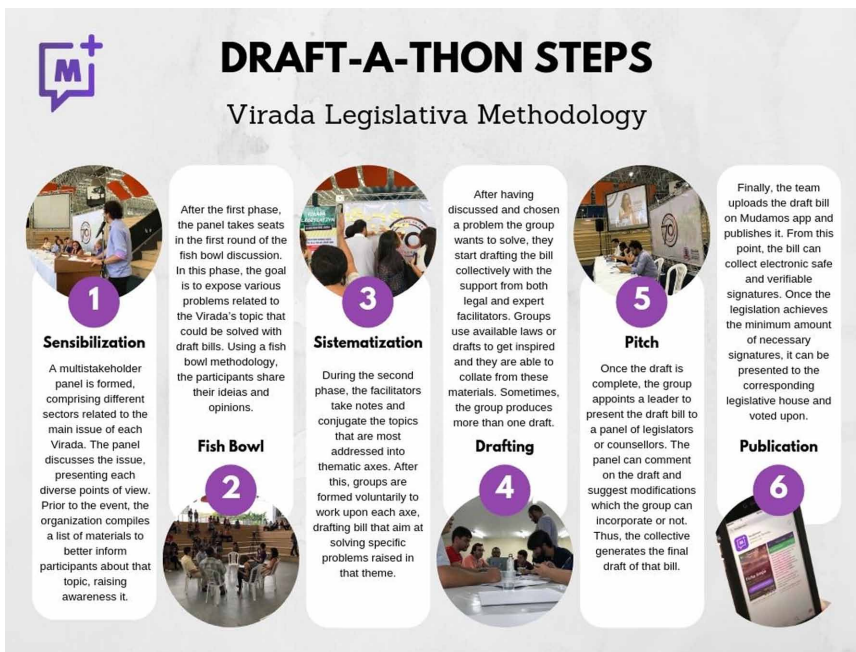 M
DRAFT-A-THON STEPS
Virada Legislativa Methodology
1
Sensibilization
A multistakeholder
panel is formed,
comprising different
sectors related to the
main issue of each
Virada. The panel
discusses the issue,
presenting each
diverse points of view.
Prior to the event, the
organization compiles
a list of materials to
better inform
participants about that
topic, raising
awareness it.
After the first phase,
the panel takes seats
in the first round of the
fish bowl discussion.
In this phase, the goal
is to expose various
problems related to
the Virada's topic that
could be solved with
draft bills. Using a fish
bowl methodology,
the participants share
their ideias and
opinions.
Fish Bowl
2
3
Sistematization
During the second
phase, the facilitators
take notes and
conjugate the topics
that are most
addressed into
thematic axes. After
this, groups are
formed voluntarily to
work upon each axe,
drafting bill that aim at
solving specific
problems raised in
that theme.
After having
discussed and chosen
a problem the group
wants to solve, they
start drafting the bill
collectively with the
support from both
legal and expert
facilitators. Groups
use available laws or
drafts to get inspired
and they are able to
collate from these
materials. Sometimes,
the group produces
more than one draft.
Drafting
4
5
Pitch
Once the draft is
complete, the group
appoints a leader to
present the draft bill to
a panel of legislators
or counsellors. The
panel can comment
on the draft and
suggest modifications
which the group can
incorporate or not.
Thus, the collective
generates the final
draft of that bill.
Finally, the team
uploads the draft bill
on Mudamos app and
publishes it. From this
point, the bill can
collect electronic safe
and verifiable
signatures. Once the
legislation achieves
the minimum amount
of necessary
signatures, it can be
presented to the
corresponding
legislative house and
voted upon.
Publication
6